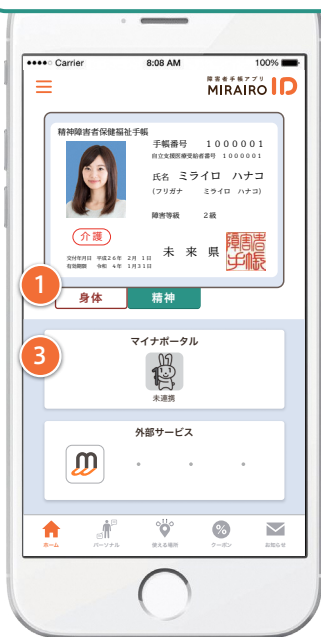 Carrier 8:08 AM 100%
障害者手帳アプリ
MIRAIRO ID
精神障害者保健福祉手帳
手帳番号 1000001
自立支援医療受給者番号 1000001
氏名 ミライロ ハナコ
(フリガナ ミライロ ハナコ)
障害等級 2級
介護
交付年月日 平成26年 2月 1日
有効期限 令和 4年 1月31日
未来県
障害者
手帳
1
身体 精神
3
マイナポータル
未連携
外部サービス
m
ホーム パーソナル 使える場所 クーポン お知らせ